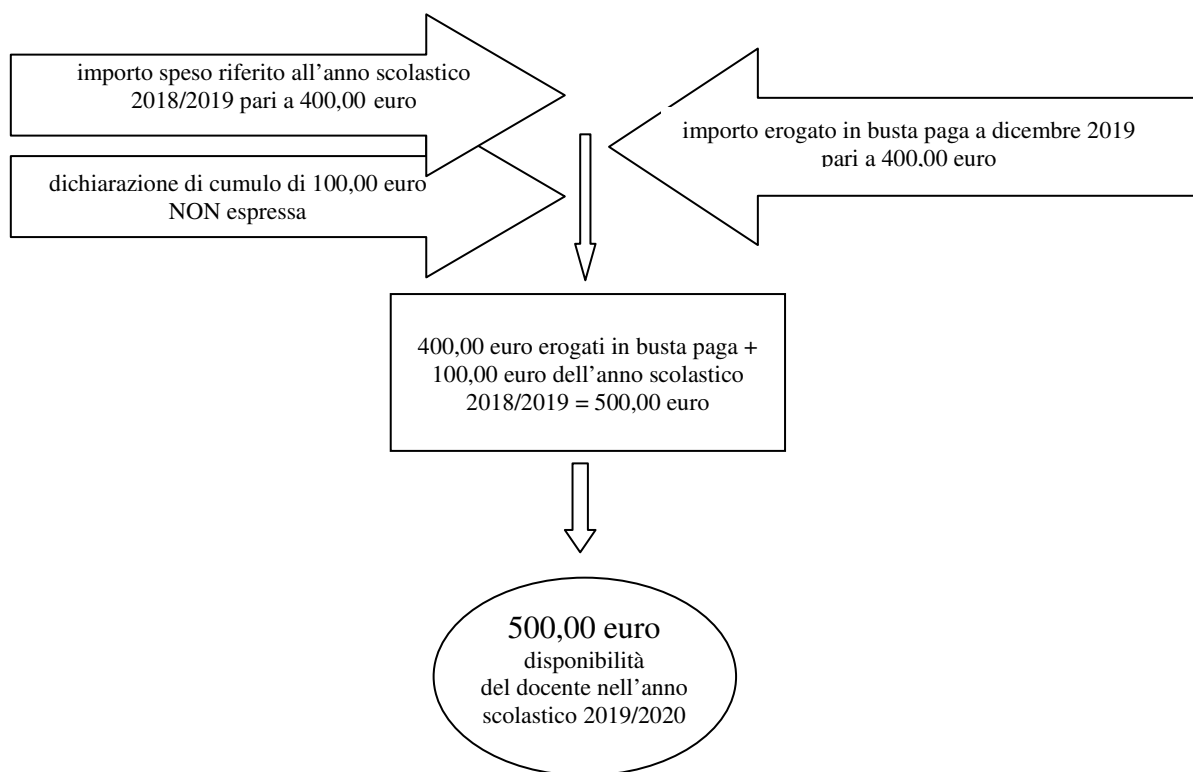 importo speso riferito all'anno scolastico
2018/2019 pari a 400,00 euro
dichiarazione di cumulo di 100,00 euro
NON espressa
importo erogato in busta paga a dicembre 2019
pari a 400,00 euro
400,00 euro erogati in busta paga +
100,00 euro dell'anno scolastico
2018/2019 = 500,00 euro
500,00 euro
disponibilità
del docente nell'anno
scolastico 2019/2020